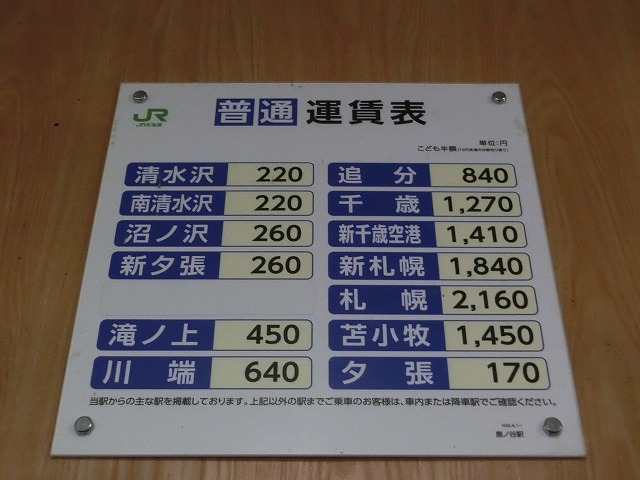 JR
JR北海道
普通運賃表
単位:円
清水沢 220
南清水沢 220
沼ノ沢 260
新夕張 260
滝ノ上 450
川端 640
追分 840
千歳 1,270
新千歳空港 1,410
新札幌 1,840
札幌 2,160
苫小牧 1,450
夕張 170
当駅からの主な駅を掲載しております。上記以外の駅までご乗車のお客様は、車内または降車駅でご確認ください。
H26.4.1~
鹿ノ谷駅
こども半額